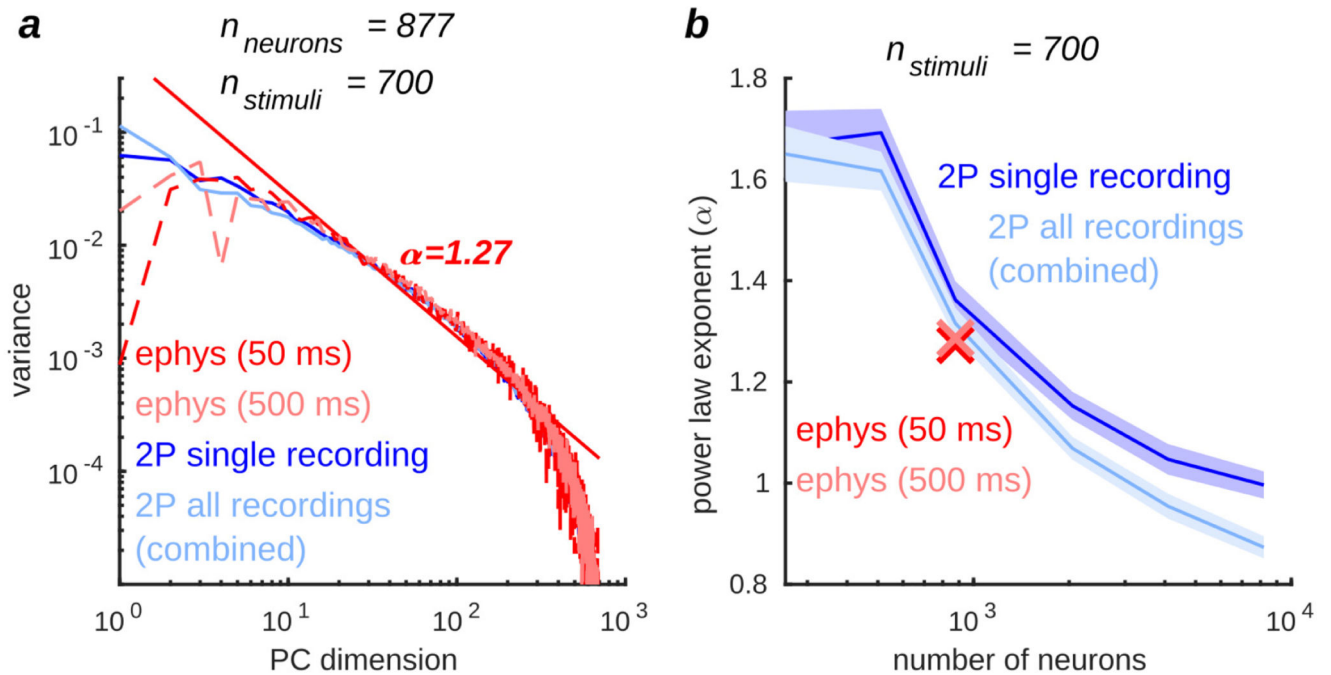 a
n neurons = 877
n stimuli = 700
10^-1
10^-2
10^-3
10^-4
variance
α=1.27
ephys (50 ms)
ephys (500 ms)
2P single recording
2P all recordings
(combined)
10^0
10^1
10^2
10^3
PC dimension
b
n stimuli = 700
1.8
1.6
1.4
1.2
1
0.8
power law exponent (α)
2P single recording
2P all recordings
(combined)
ephys (50 ms)
ephys (500 ms)
10^3
10^4
number of neurons